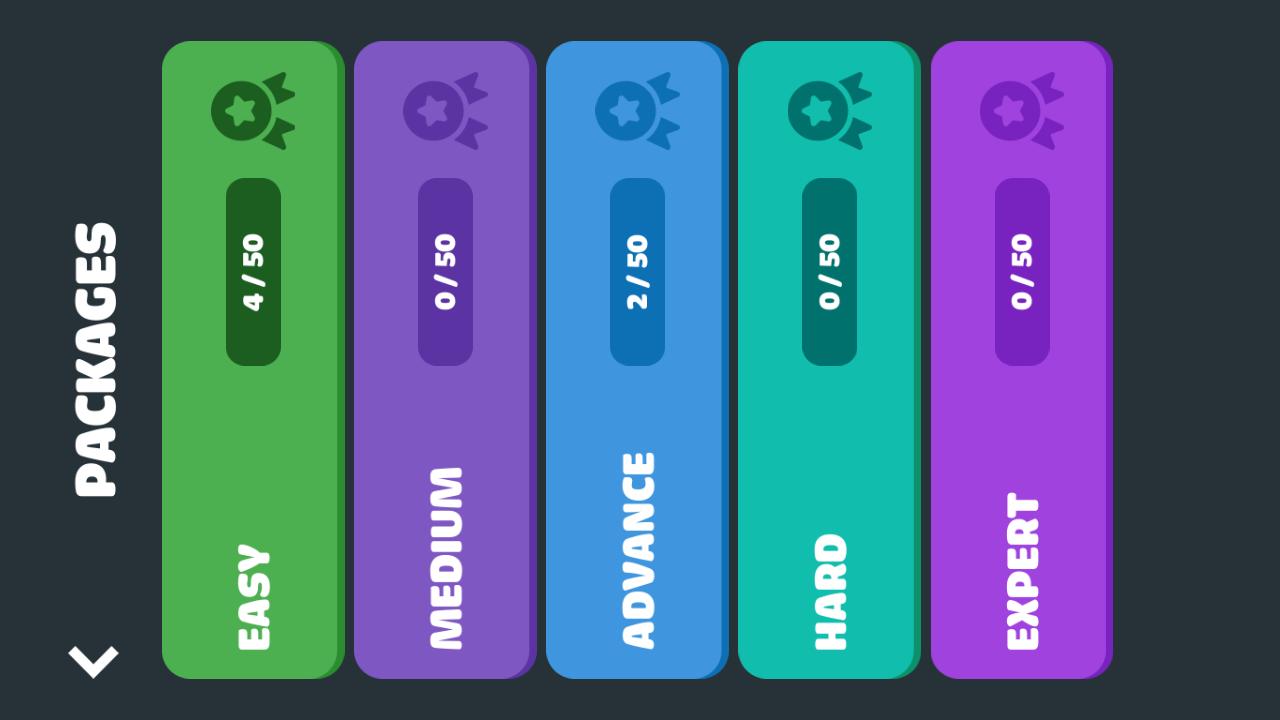 PACKAGES
EASY
4 / 50
MEDIUM
0 / 50
ADVANCE
2 / 50
HARD
0 / 50
EXPERT
0 / 50